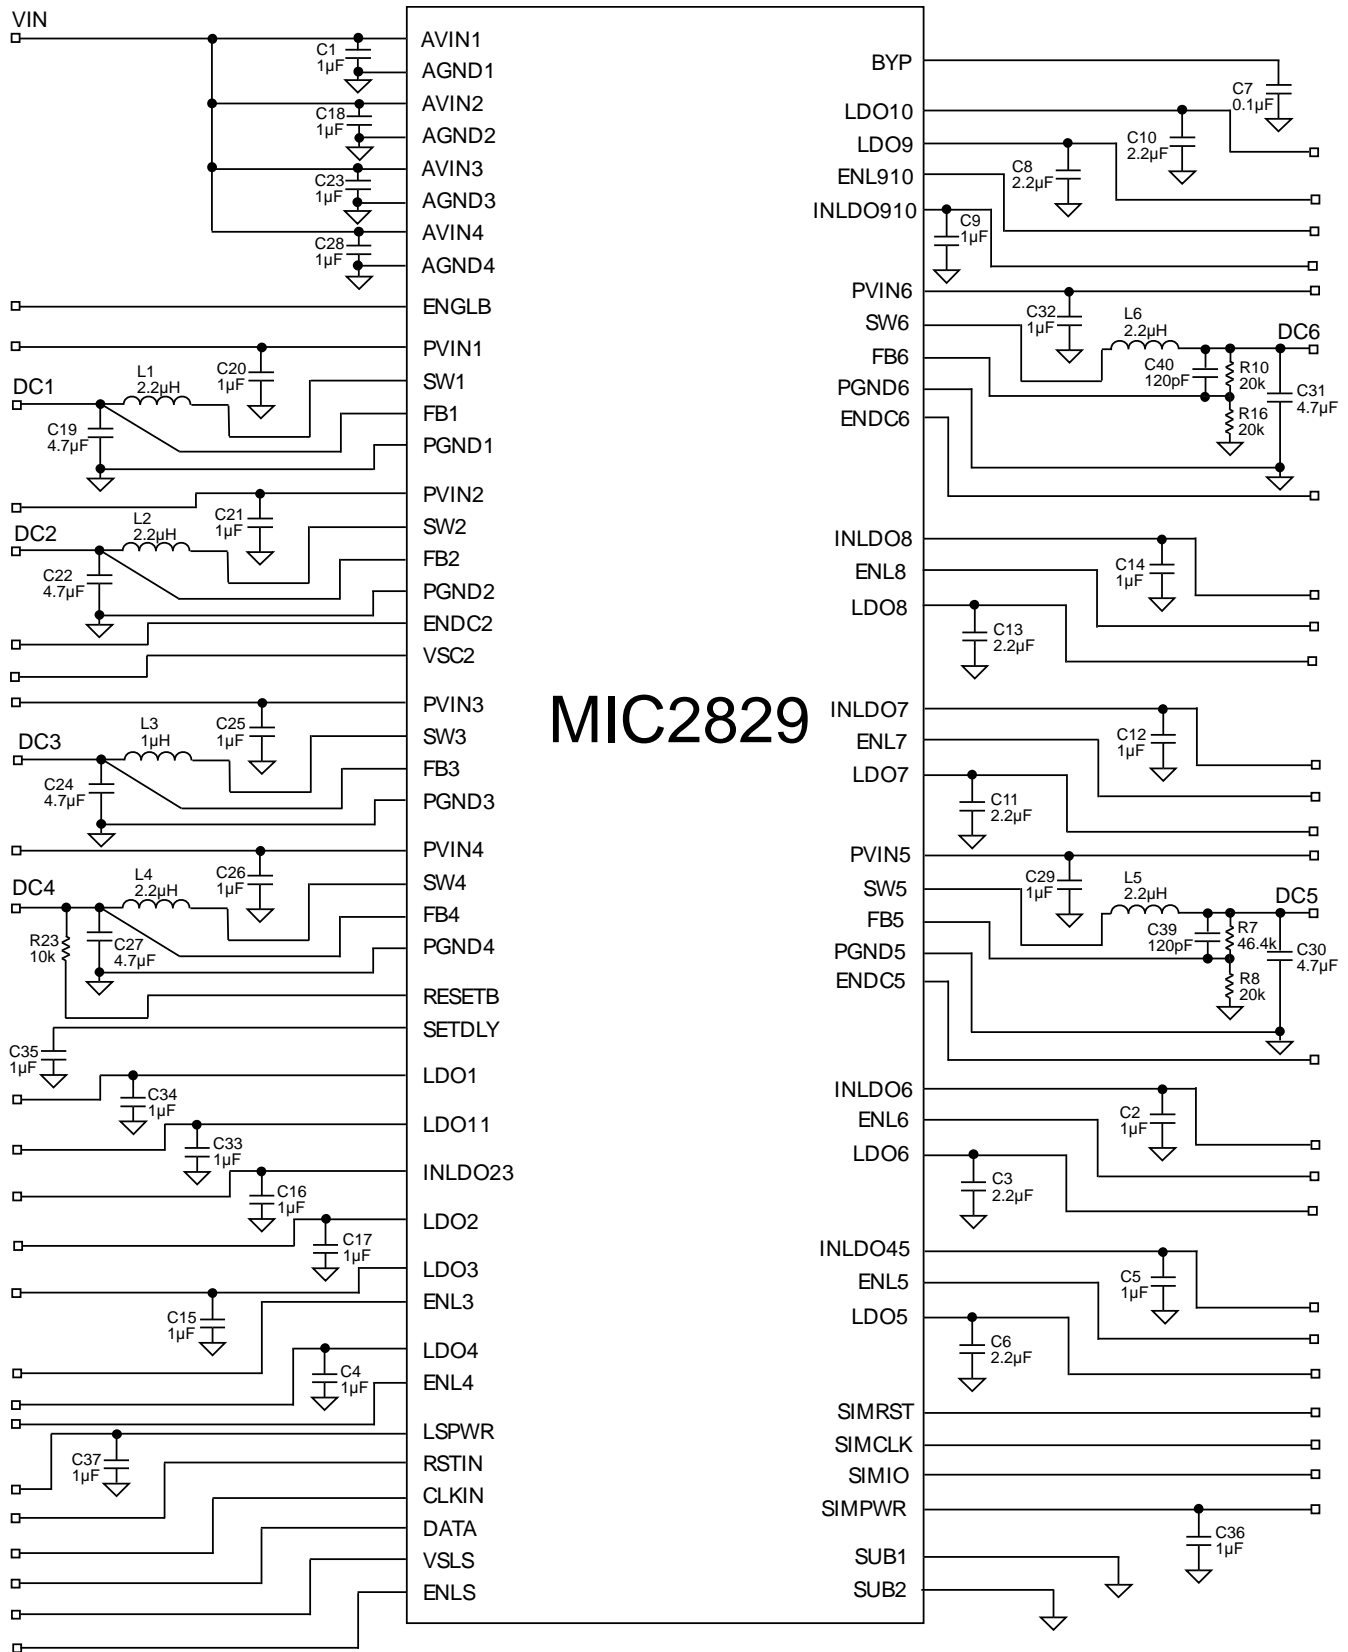 VIN
AVIN1
C1
1µF
AGND1
AVIN2
C18
1µF
AGND2
AVIN3
C23
1µF
AGND3
AVIN4
C28
1µF
AGND4
ENGLB
PVIN1
L1
2.2µH
C20
1µF
SW1
DC1
FB1
C19
4.7µF
PGND1
PVIN2
L2
2.2µH
C21
1µF
SW2
DC2
FB2
C22
4.7µF
PGND2
ENDC2
VSC2
PVIN3
L3
1µH
C25
1µF
SW3
DC3
FB3
C24
4.7µF
PGND3
PVIN4
L4
2.2µH
C26
1µF
SW4
DC4
FB4
R23
10k
C27
4.7µF
PGND4
RESETB
SETDLY
C35
1µF
LDO1
C34
1µF
LDO11
C33
1µF
INLDO23
C16
1µF
LDO2
C17
1µF
LDO3
ENL3
C15
1µF
LDO4
C4
1µF
ENL4
LSPWR
C37
1µF
RSTIN
CLKIN
DATA
VSLS
ENLS
MIC2829
BYP
C7
0.1µF
LDO10
C10
2.2µF
LDO9
C8
2.2µF
ENL910
INLDO910
C9
1µF
PVIN6
C32
1µF
SW6
L6
2.2µH
DC6
FB6
C40
120pF
R10
20k
C31
4.7µF
PGND6
R16
20k
ENDC6
INLDO8
C14
1µF
ENL8
LDO8
C13
2.2µF
INLDO7
C12
1µF
ENL7
LDO7
C11
2.2µF
PVIN5
C29
1µF
SW5
L5
2.2µH
DC5
FB5
C39
120pF
R7
46.4k
C30
4.7µF
PGND5
R8
20k
ENDC5
INLDO6
C2
1µF
ENL6
LDO6
C3
2.2µF
INLDO45
C5
1µF
ENL5
LDO5
C6
2.2µF
SIMRST
SIMCLK
SIMIO
SIMPWR
C36
1µF
SUB1
SUB2